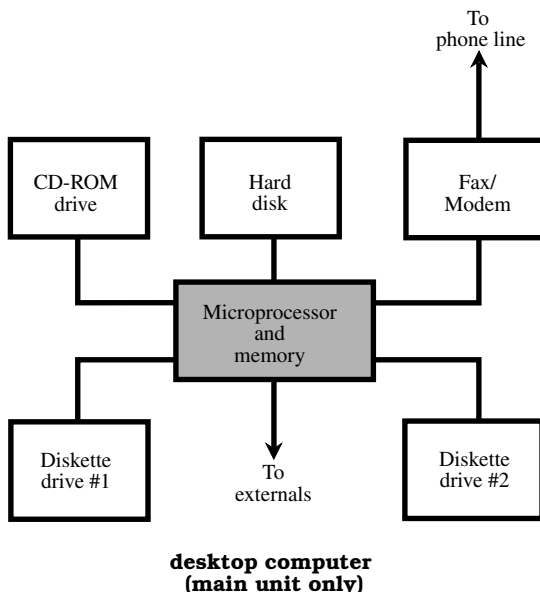 To
phone line
CD-ROM
drive
Hard
disk
Fax/
Modem
Microprocessor
and
memory
Diskette
drive #1
To
externals
Diskette
drive #2
desktop computer
(main unit only)